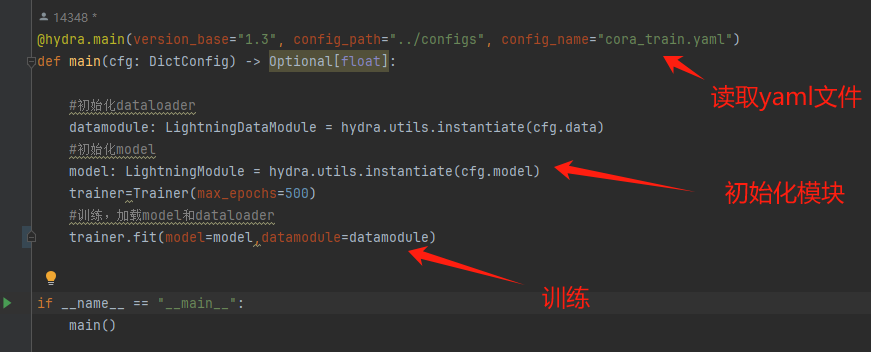 14348 *
@hydra.main(version_base="1.3", config_path="../configs", config_name="cora_train.yaml")
def main(cfg: DictConfig) -> Optional[float]:
读取yaml文件
#初始化dataloader
datamodule: LightningDataModule = hydra.utils.instantiate(cfg.data)
#初始化model
model: LightningModule = hydra.utils.instantiate(cfg.model)
初始化模块
trainer=Trainer(max_epochs=500)
#训练，加载model和dataloader
trainer.fit(model=model,datamodule=datamodule)
训练
if __name__ == "__main__":
main()